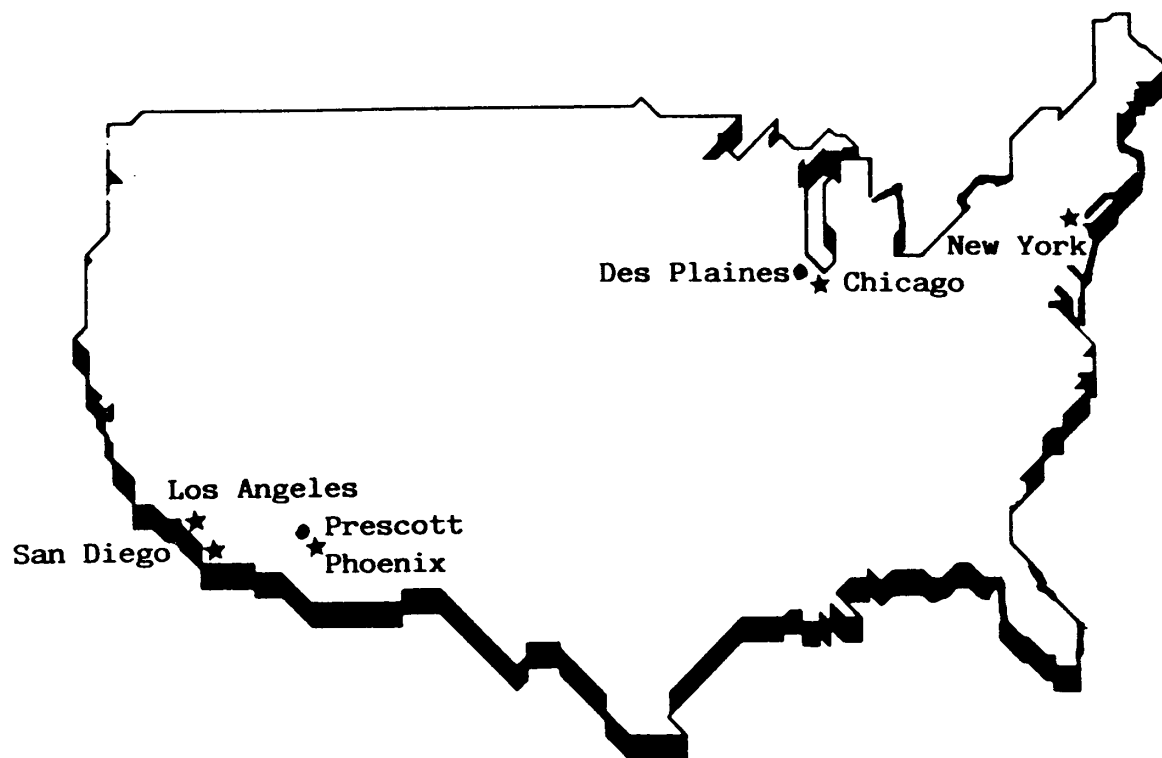 New York
Des Plaines
Chicago
Los Angeles
Prescott
San Diego
Phoenix